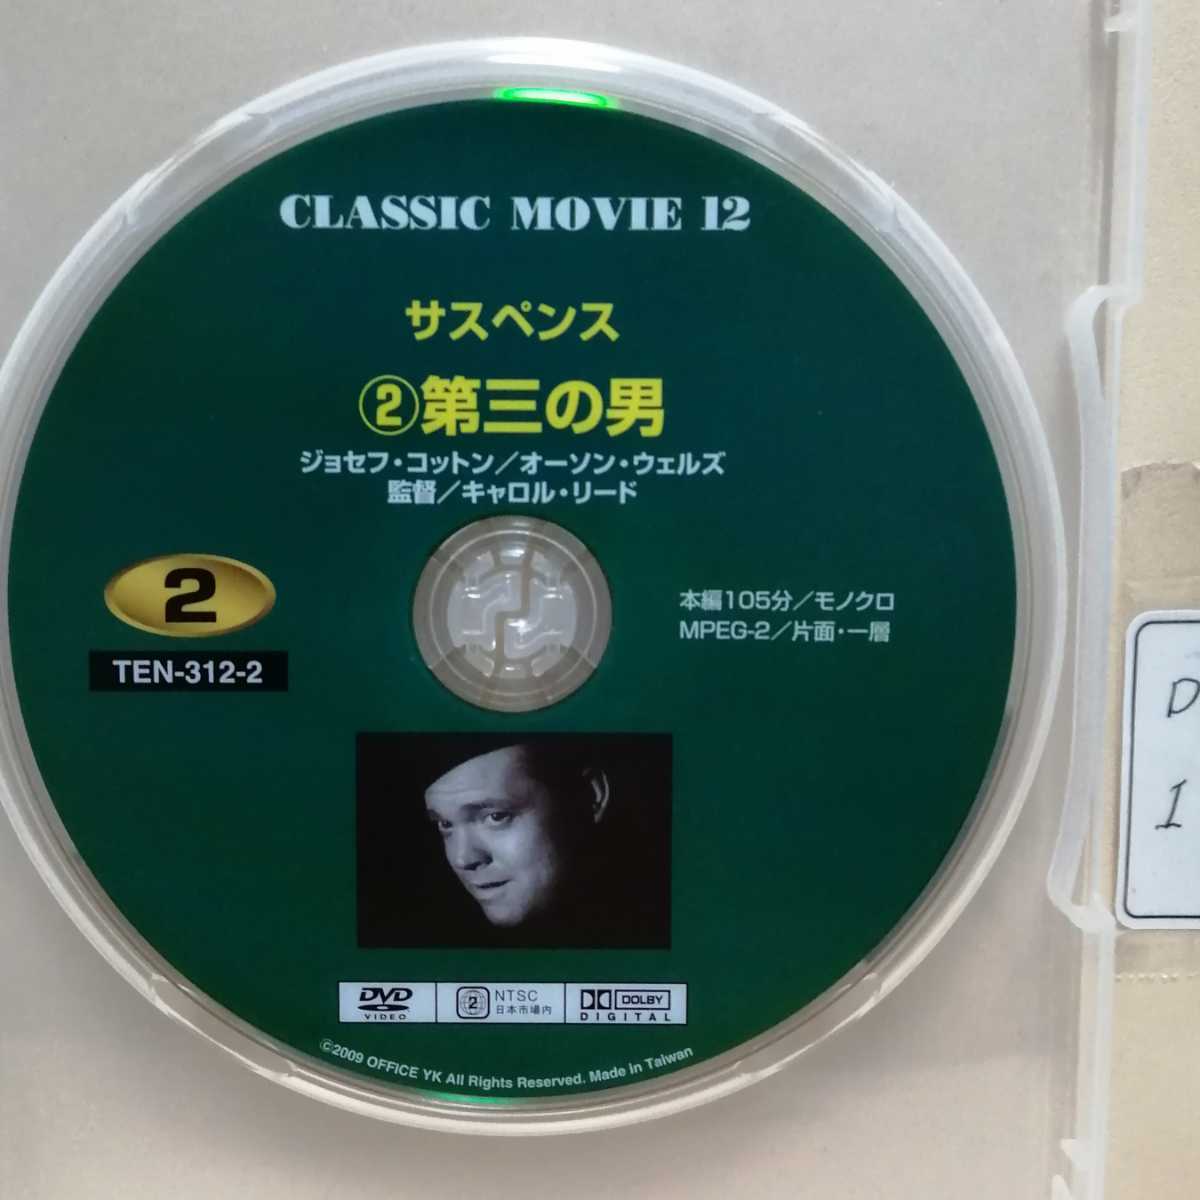 CLASSIC MOVIE 12
サスペンス
②第三の男
ジョセフ・コットン／オーソン・ウェルズ
監督／キャロル・リード
2
TEN-312-2
本編105分／モノクロ
MPEG-2／片面・一層
DVD
VIDEO
2
NTSC
日本市場内
DOLBY
DIGITAL
©2009 OFFICE YK All Rights Reserved. Made in Taiwan
D
I